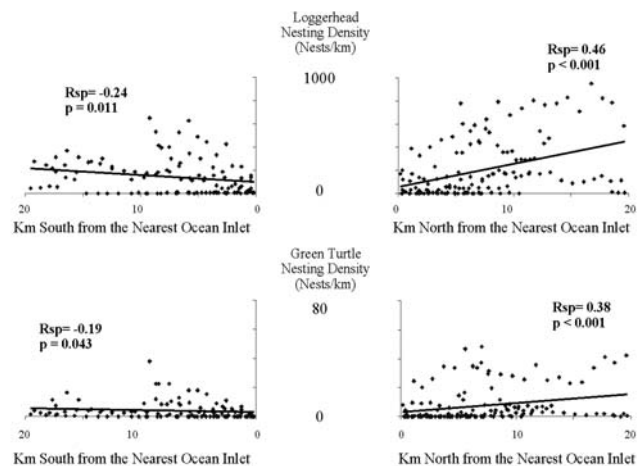 Loggerhead
Nesting Density
(Nests/km)
Rsp= -0.24
p = 0.011
1000
0
Rsp= 0.46
p < 0.001
20
10
0
0
10
20
Km South from the Nearest Ocean Inlet
Km North from the Nearest Ocean Inlet
Green Turtle
Nesting Density
(Nests/km)
Rsp= -0.19
p = 0.043
80
0
Rsp= 0.38
p < 0.001
20
10
0
0
10
20
Km South from the Nearest Ocean Inlet
Km North from the Nearest Ocean Inlet